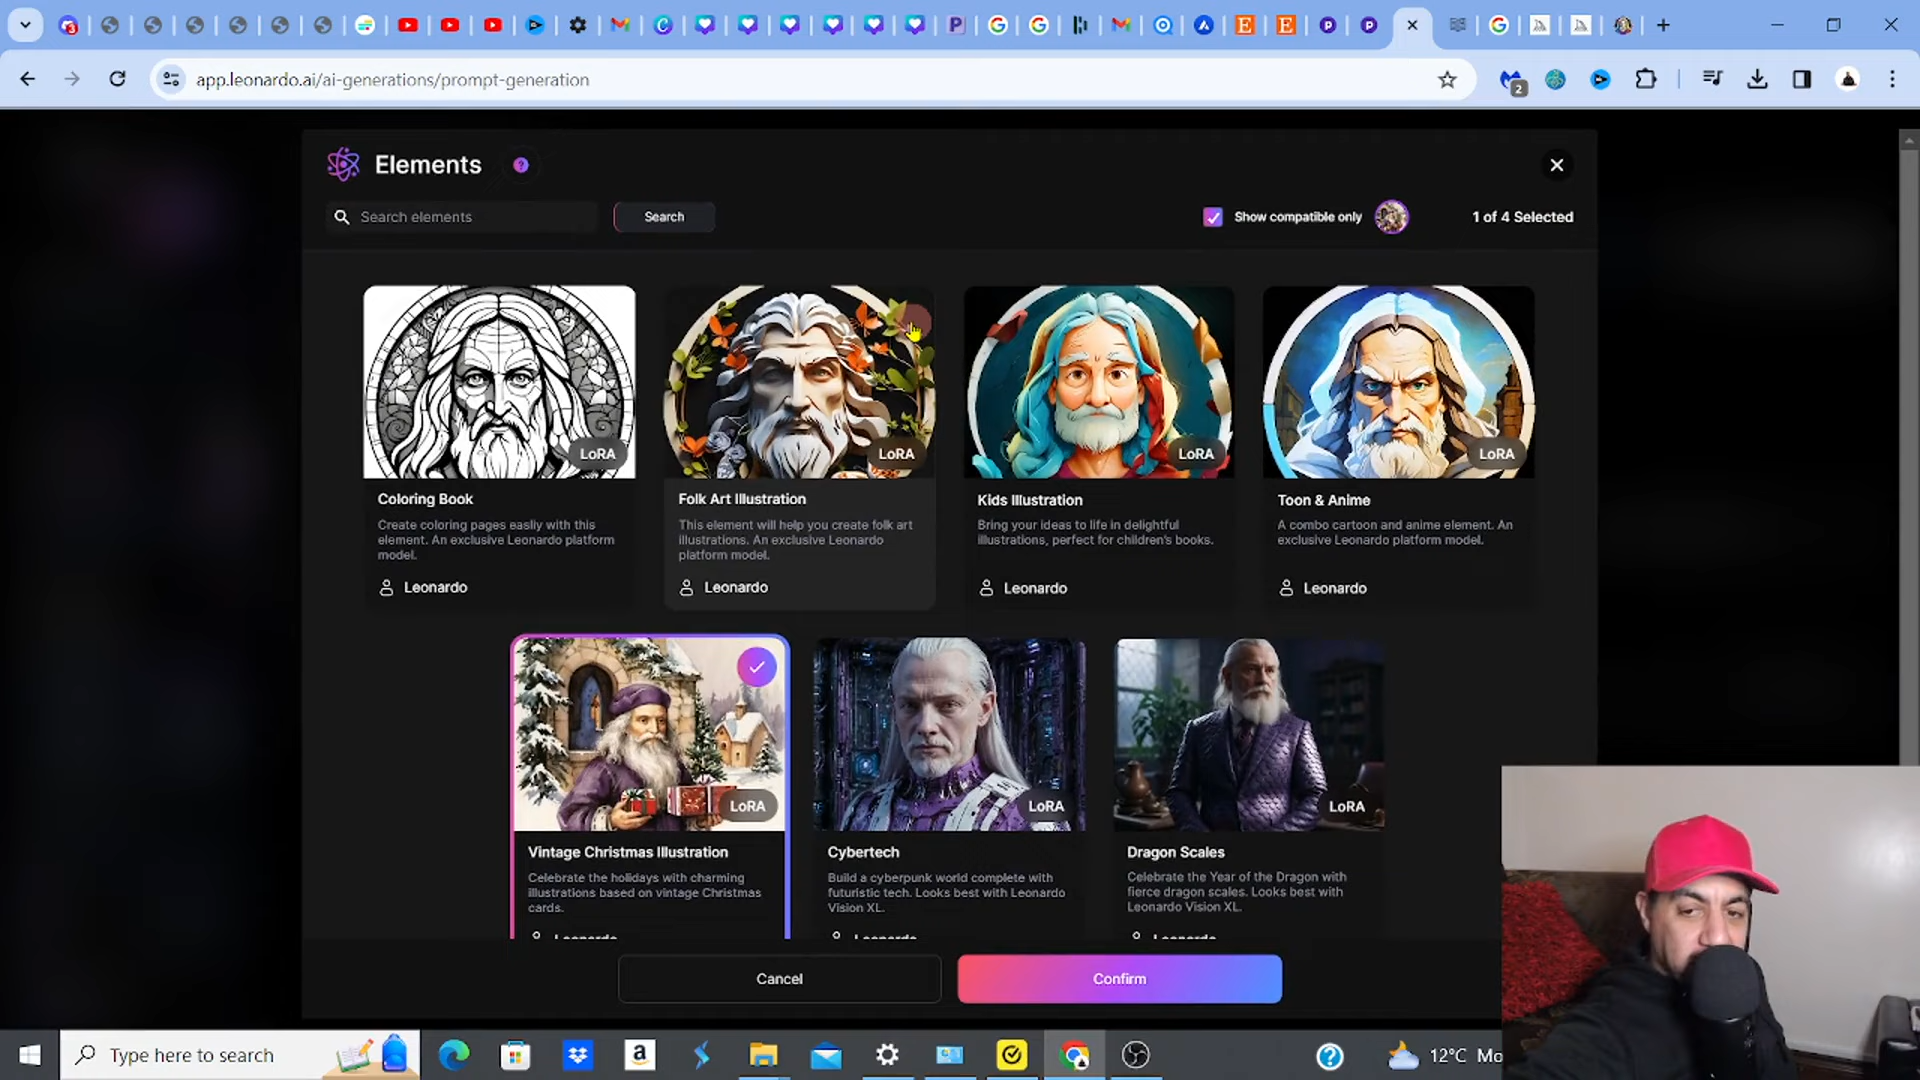 app.leonardo.ai/ai-generations/prompt-generation
2
Elements
?
Search elements
Search
Show compatible only
1 of 4 Selected
LoRA
LoRA
LoRA
LoRA
Coloring Book
Create coloring pages easliy with this
element. An exclusive Leonardo platform
model.
Leonardo
Folk Art Illustration
This element will help you create folk art
illustrations. An exclusive Leonardo
platform model.
Leonardo
Kids Illustration
Bring your ideas to life in delightful
illustrations, perfect for children's books.
Leonardo
Toon & Anime
A combo cartoon and anime element. An
exclusive Leonardo platform model.
Leonardo
LoRA
LoRA
LoRA
Vintage Christmas Illustration
Celebrate the holidays with charming
illustrations based on vintage Christmas
cards.
Leonardo
Cybertech
Build a cyberpunk world complete with
futuristic tech. Looks best with Leonardo
Vision XL.
Leonardo
Dragon Scales
Celebrate the Year of the Dragon with
fierce dragon scales. Looks best with
Leonardo Vision XL.
Leonardo
Cancel
Confirm
Type here to search
12°C Mo